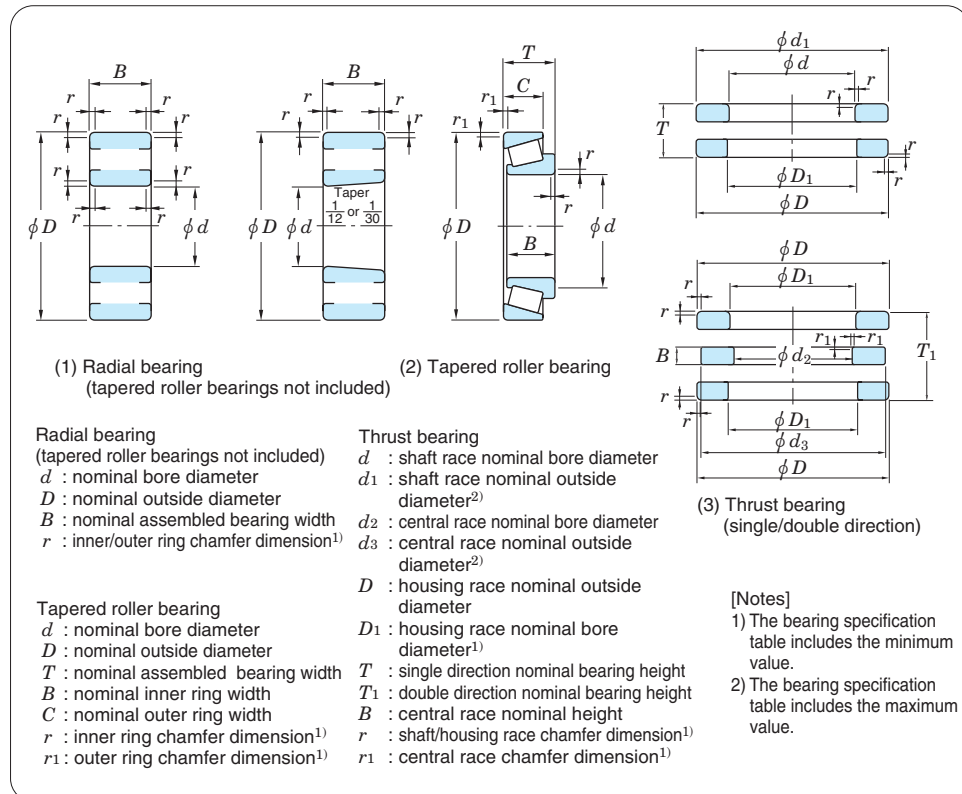 B
r
r
r
r
r
r
r
r
ϕD
ϕd
B
r
r
r
r
Taper
1/12 or 1/30
ϕD
ϕd
T
C
r1
r1
r
r
B
ϕD
ϕd
ϕd1
ϕd
r
r
T
r
r
ϕD1
ϕD
ϕD
ϕD1
r
r
r1
r1
B
ϕd2
T1
r
r
ϕD1
ϕd3
ϕD
(1) Radial bearing
(tapered roller bearings not included)
(2) Tapered roller bearing
(3) Thrust bearing
(single/double direction)
Radial bearing
(tapered roller bearings not included)
d : nominal bore diameter
D : nominal outside diameter
B : nominal assembled bearing width
r : inner/outer ring chamfer dimension1)
Tapered roller bearing
d : nominal bore diameter
D : nominal outside diameter
T : nominal assembled bearing width
B : nominal inner ring width
C : nominal outer ring width
r : inner ring chamfer dimension1)
r1 : outer ring chamfer dimension1)
Thrust bearing
d : shaft race nominal bore diameter
d1 : shaft race nominal outside
diameter2)
d2 : central race nominal bore diameter
d3 : central race nominal outside
diameter2)
D : housing race nominal outside
diameter
D1 : housing race nominal bore
diameter1)
T : single direction nominal bearing height
T1 : double direction nominal bearing height
B : central race nominal height
r : shaft/housing race chamfer dimension1)
r1 : central race chamfer dimension1)
[Notes]
1) The bearing specification
table includes the minimum
value.
2) The bearing specification
table includes the maximum
value.